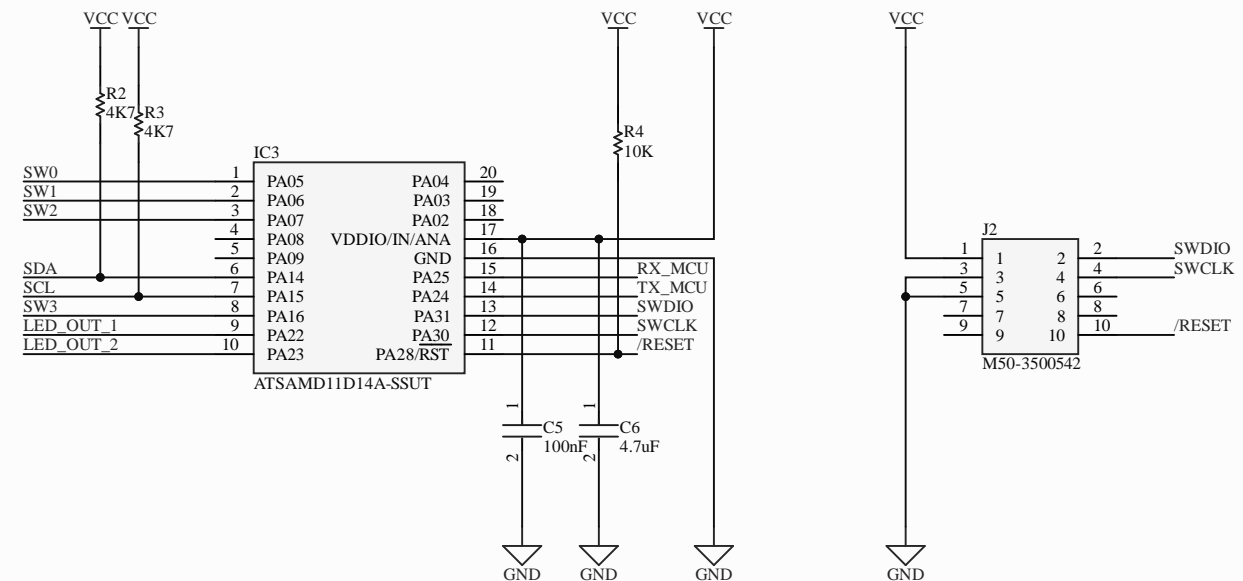 VCC VCC VCC VCC VCC
R2
4K7 R3
4K7
R4
10K
IC3
SW0 1 PA05 PA04 20
SW1 2 PA06 PA03 19
SW2 3 PA07 PA02 18
4 PA08 VDDIO/IN/ANA 17
5 PA09 GND 16
SDA 6 PA14 PA25 15 RX_MCU
SCL 7 PA15 PA24 14 TX_MCU
SW3 8 PA16 PA31 13 SWDIO
LED_OUT_1 9 PA22 PA30 12 SWCLK
LED_OUT_2 10 PA23 PA28/RST 11 /RESET
ATSAMD11D14A-SSUT
J2
1 1 2 2 SWDIO
3 3 4 4 SWCLK
5 5 6 6
7 7 8 8
9 9 10 10 /RESET
M50-3500542
1 C5
100nF
2
1 C6
4.7uF
2
GND GND GND GND